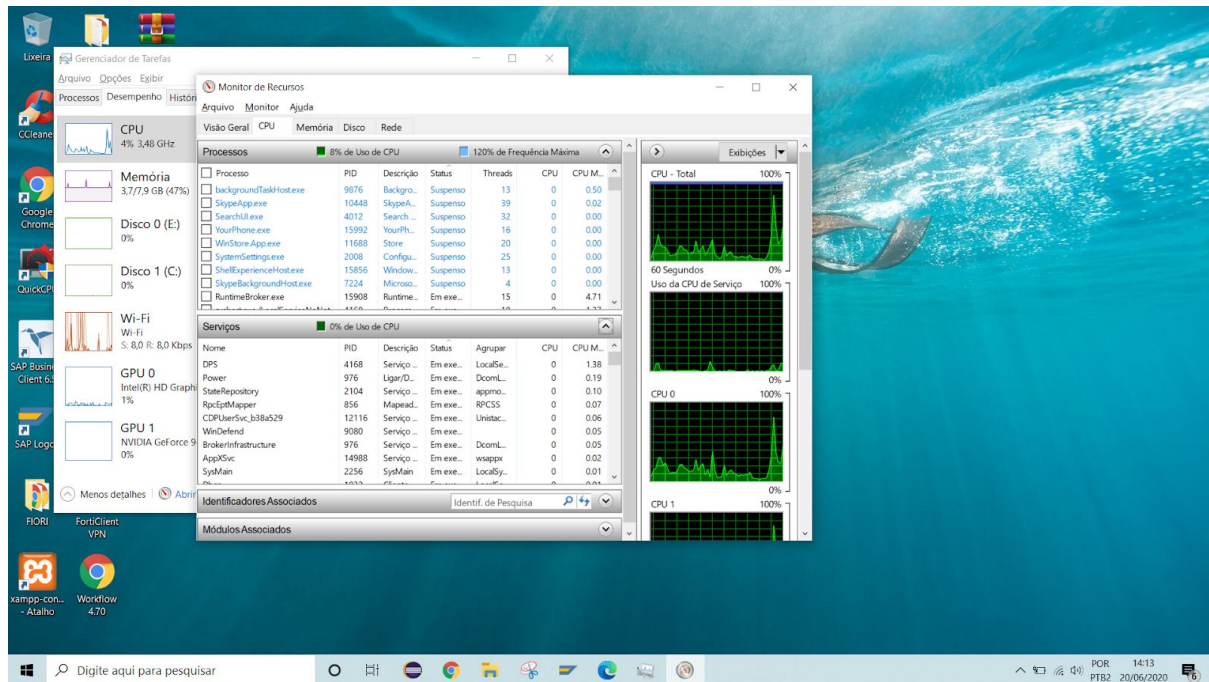 Lixeira
CCleane
Google
Chrome
QuickCP
SAP Busine
Client 6.5
SAP Logo
FIORI
FortiClient
VPN
xampp-con...
- Atalho
Workflow
4.70
Gerenciador de Tarefas
Arquivo Opções Exibir
Processos Desempenho Históri
CPU
4% 3,48 GHz
Memória
3,7/7,9 GB (47%)
Disco 0 (E:)
0%
Disco 1 (C:)
0%
Wi-Fi
Wi-Fi
S: 8,0 R: 8,0 Kbps
GPU 0
Intel(R) HD Graphi
1%
GPU 1
NVIDIA GeForce 9
0%
Menos detalhes Abrir
Monitor de Recursos
Arquivo Monitor Ajuda
Visão Geral CPU Memória Disco Rede
Processos 8% de Uso de CPU 120% de Frequência Máxima
Processo PID Descrição Status Threads CPU CPU M...
backgroundTaskHost.exe 9876 Backgro... Suspenso 13 0 0.50
SkypeApp.exe 10448 SkypeA... Suspenso 39 0 0.02
SearchUI.exe 4012 Search ... Suspenso 32 0 0.00
YourPhone.exe 15992 YourPh... Suspenso 16 0 0.00
WinStore.App.exe 11688 Store Suspenso 20 0 0.00
SystemSettings.exe 2008 Configu... Suspenso 25 0 0.00
ShellExperienceHost.exe 15856 Window... Suspenso 13 0 0.00
SkypeBackgroundHost.exe 7224 Microso... Suspenso 4 0 0.00
RuntimeBroker.exe 15908 Runtime... Em exe... 15 0 4.71
Serviços 0% de Uso de CPU
Nome PID Descrição Status Agrupar CPU CPU M...
DPS 4168 Serviço ... Em exe... LocalSe... 0 1.38
Power 976 Ligar/D... Em exe... DcomL... 0 0.19
StateRepository 2104 Serviço ... Em exe... appmo... 0 0.10
RpcEptMapper 856 Mapead... Em exe... RPCSS 0 0.07
CDPUserSvc_b38a529 12116 Serviço ... Em exe... Unistac... 0 0.06
WinDefend 9080 Serviço ... Em exe... 0 0.05
BrokerInfrastructure 976 Serviço ... Em exe... DcomL... 0 0.05
AppXSvc 14988 Serviço ... Em exe... wsappx 0 0.02
SysMain 2256 SysMain Em exe... LocalSy... 0 0.01
Identificadores Associados Identif. de Pesquisa
Módulos Associados
Exibições
CPU - Total 100%
60 Segundos 0%
Uso da CPU de Serviço 100%
0%
CPU 0 100%
0%
CPU 1 100%
Digite aqui para pesquisar
POR
PTB2
14:13
20/06/2020
6